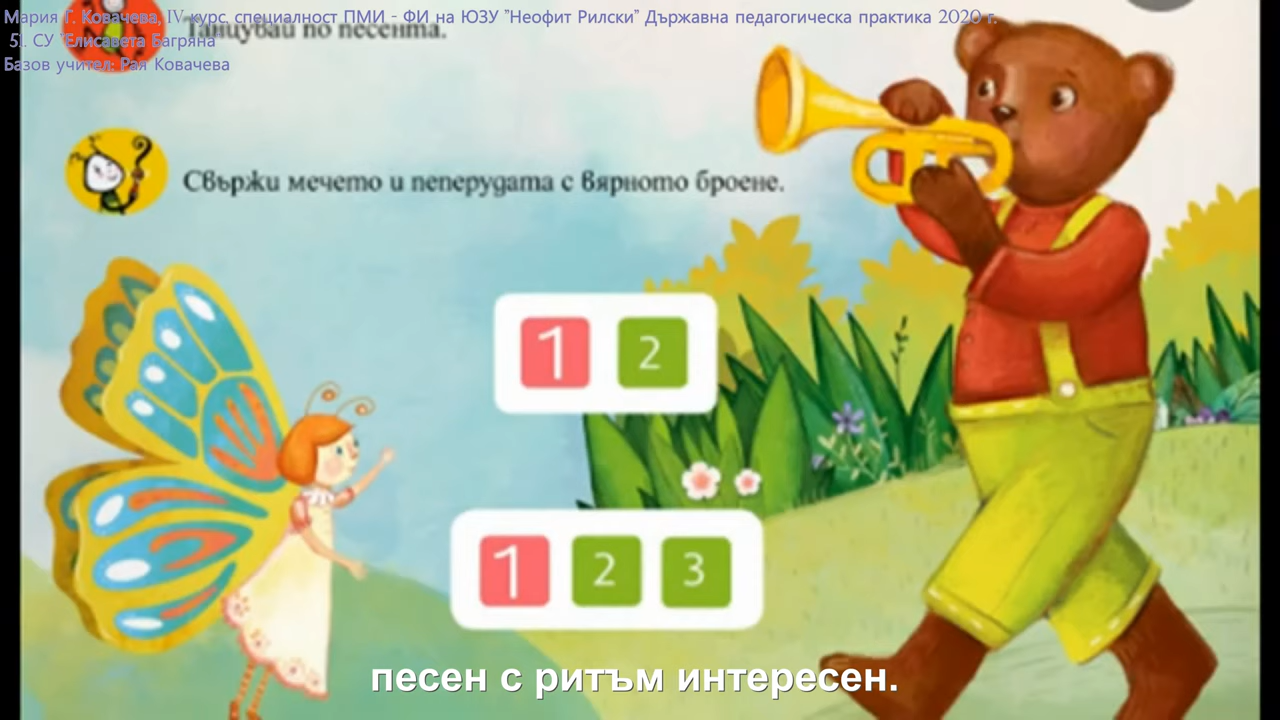 Мария Г. Ковачева, IV курс, специалност ПМИ - ФИ на ЮЗУ "Неофит Рилски" Държавна педагогическа практика 2020 г.
51. СУ "Елисавета Багряна"
Базов учител: Рая Ковачева
Танцувай по песента.
Свържи мечето и пеперудата с вярното броене.
1 2
1 2 3
песен с ритъм интересен.